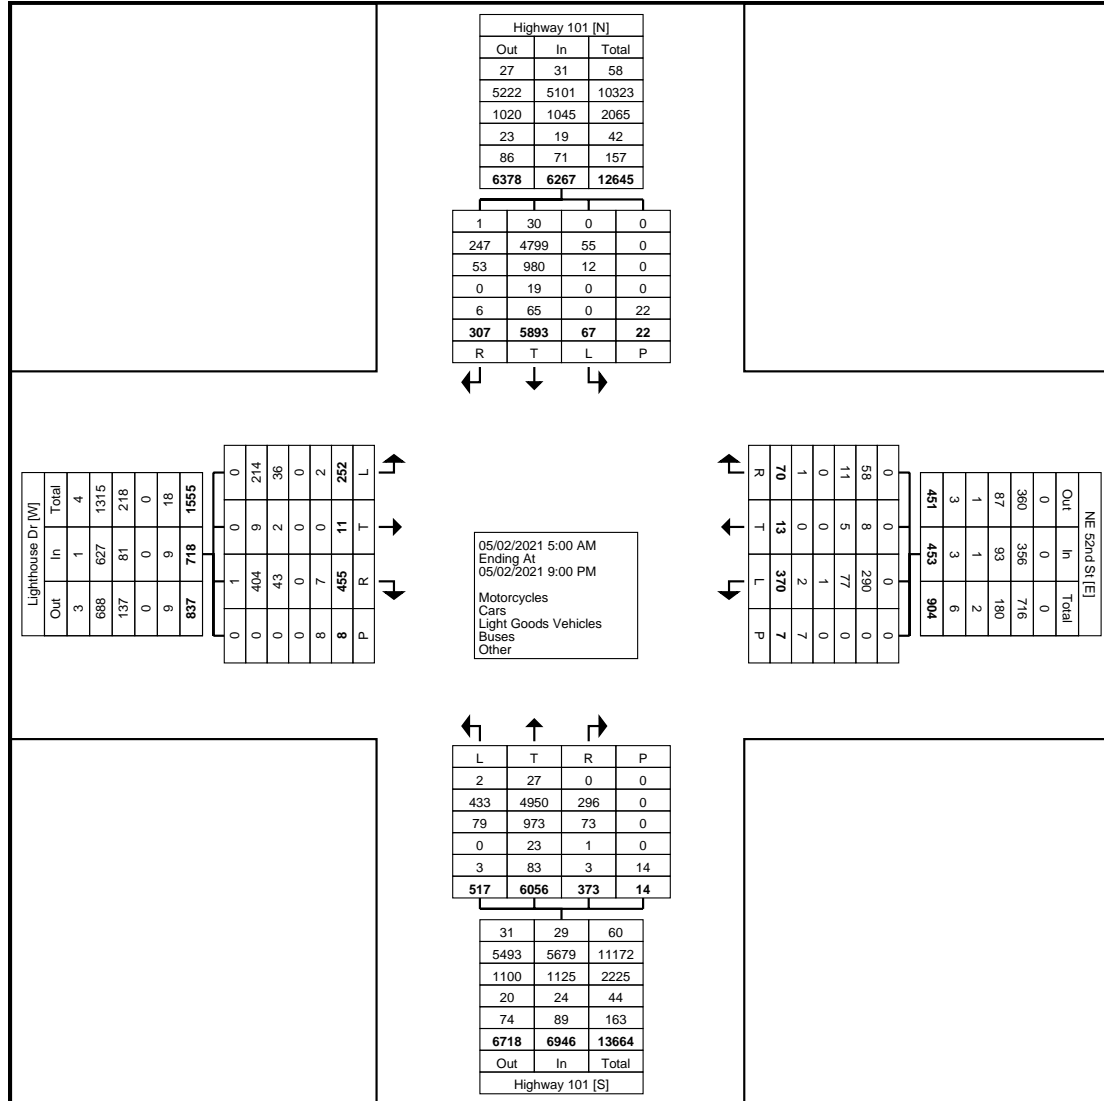 Highway 101 [N]
Out In Total
27 31 58
5222 5101 10323
1020 1045 2065
23 19 42
86 71 157
6378 6267 12645
1 30 0 0
247 4799 55 0
53 980 12 0
0 19 0 0
6 65 0 22
307 5893 67 22
R T L P
Lighthouse Dr [W]
Total 4 1315 218 0 18 1555
In 1 627 81 0 9 718
Out 3 688 137 0 9 837
0 214 36 0 2 252 L
0 9 2 0 0 11 T
1 404 43 0 7 455 R
0 0 0 0 8 8 P
05/02/2021 5:00 AM
Ending At
05/02/2021 9:00 PM
Motorcycles
Cars
Light Goods Vehicles
Buses
Other
R 70 1 0 11 58 0
T 13 0 0 5 8 0
L 370 2 1 77 290 0
P 7 7 0 0 0 0
NE 52nd St [E]
451 3 1 87 360 0 Out
453 3 1 93 356 0 In
904 6 2 180 716 0 Total
L T R P
2 27 0 0
433 4950 296 0
79 973 73 0
0 23 1 0
3 83 3 14
517 6056 373 14
31 29 60
5493 5679 11172
1100 1125 2225
20 24 44
74 89 163
6718 6946 13664
Out In Total
Highway 101 [S]